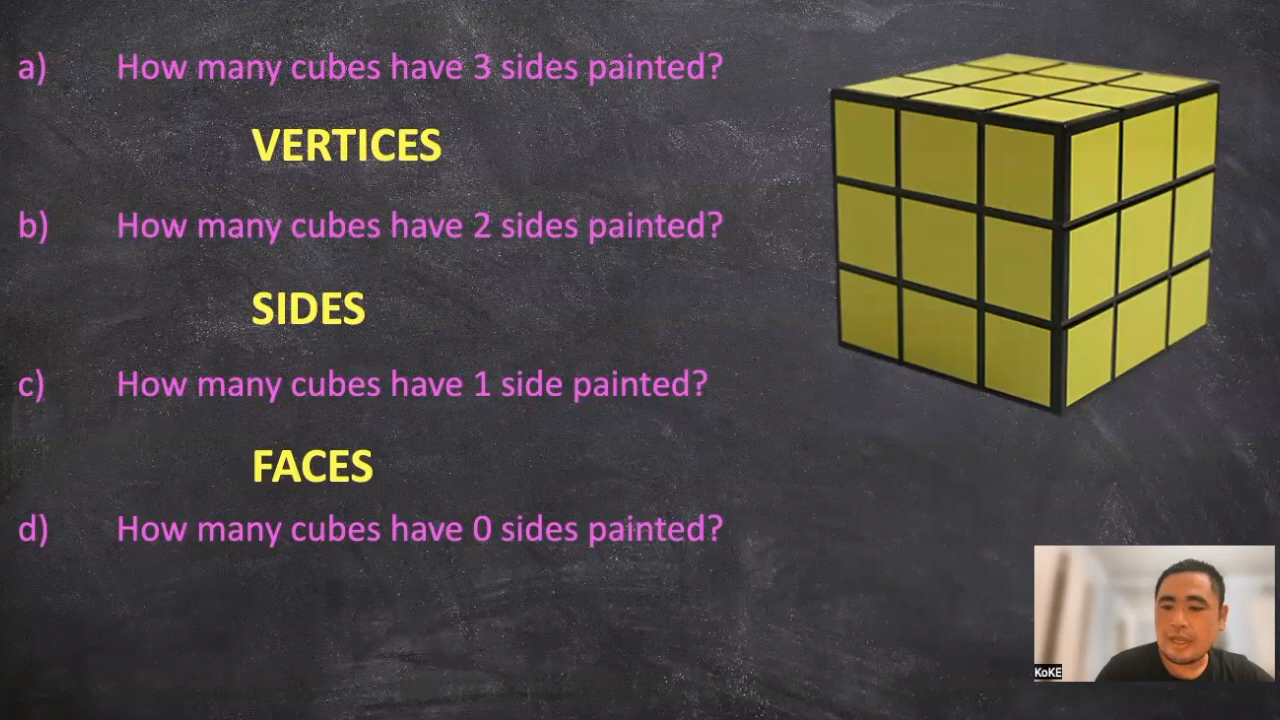 a) How many cubes have 3 sides painted?
VERTICES
b) How many cubes have 2 sides painted?
SIDES
c) How many cubes have 1 side painted?
FACES
d) How many cubes have 0 sides painted?
KoKE